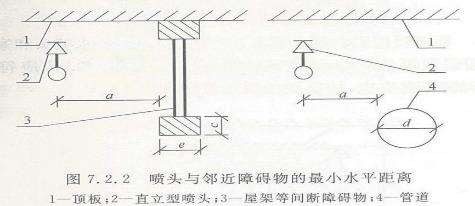 1
2
3
a
e
c
1
2
4
a
d
图 7.2.2 喷头与邻近障碍物的最小水平距离
1—顶板;2—直立型喷头;3—屋架等间断障碍物;4—管道